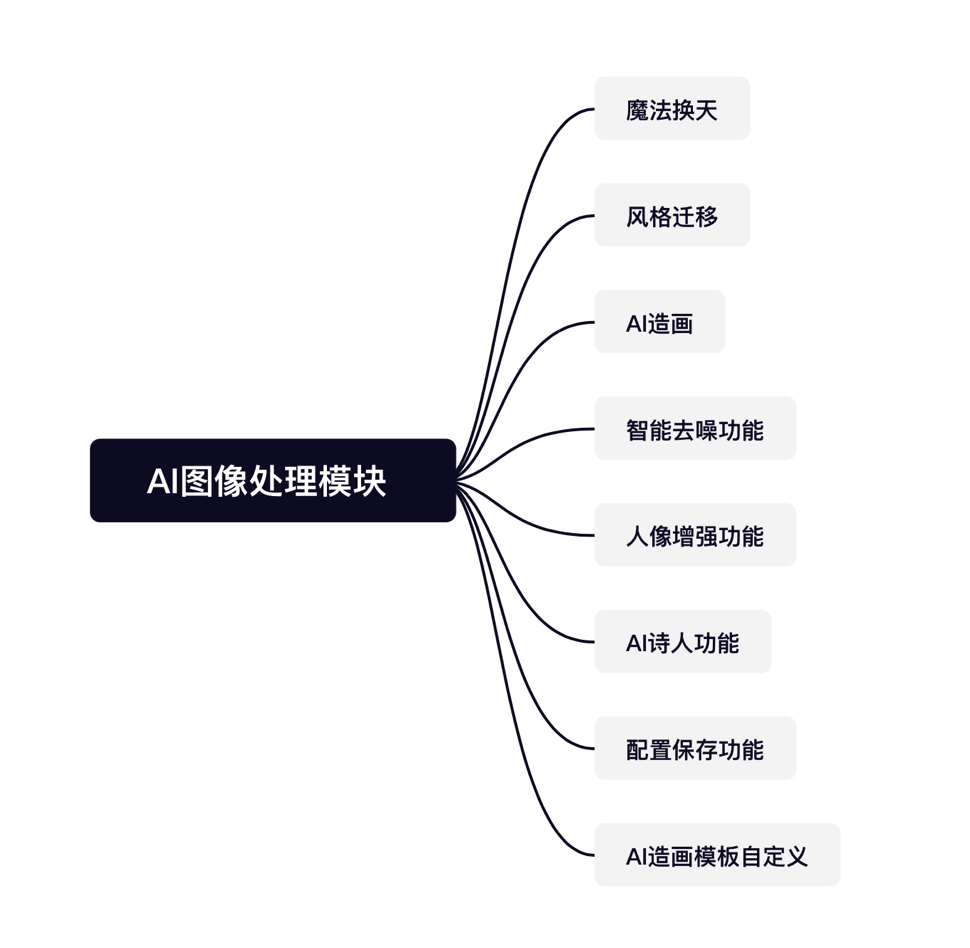 魔法换天
风格迁移
AI造画
智能去噪功能
AI图像处理模块
人像增强功能
AI诗人功能
配置保存功能
AI造画模板自定义